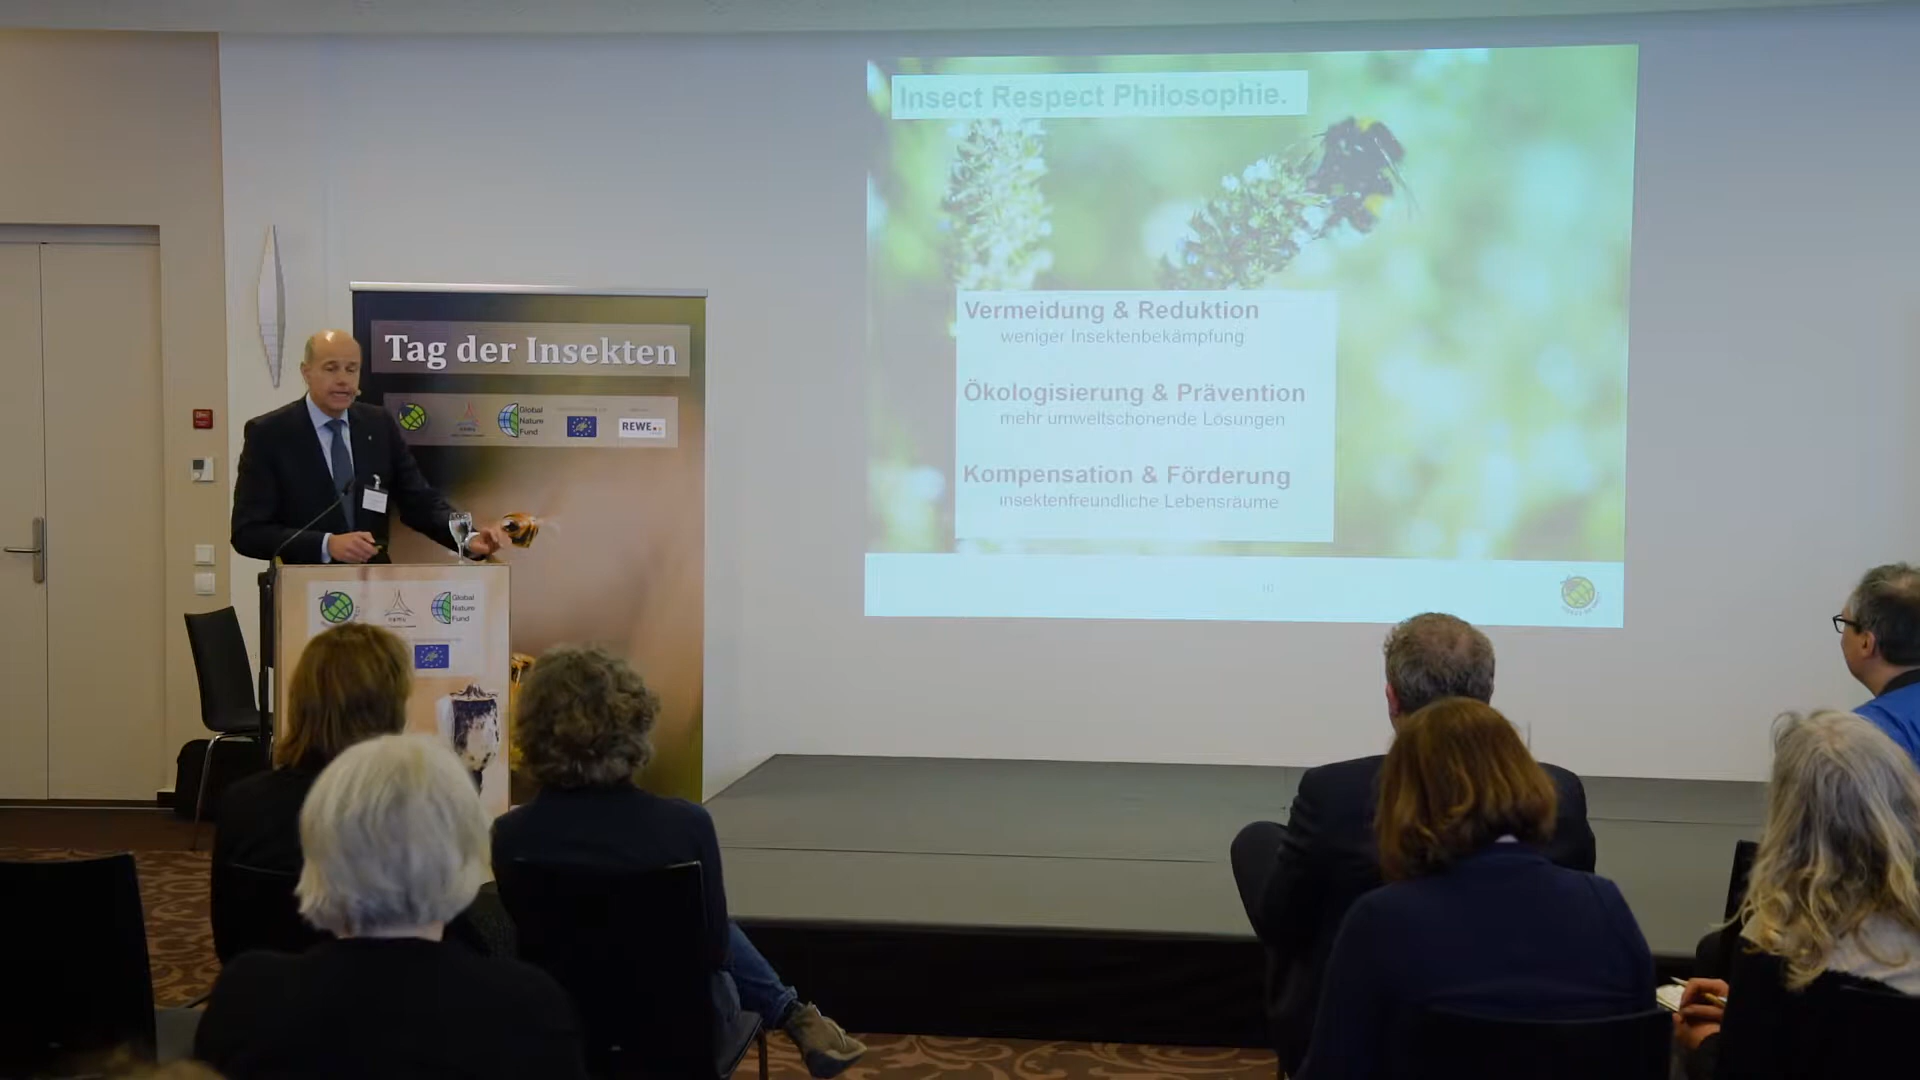 Insect Respect Philosophie.
Vermeidung & Reduktion
weniger Insektenbekämpfung
Ökologisierung & Prävention
mehr umweltschonende Lösungen
Kompensation & Förderung
insektenfreundliche Lebensräume
10
Tag der Insekten
Global
Nature
Fund
REWE
Global
Nature
Fund